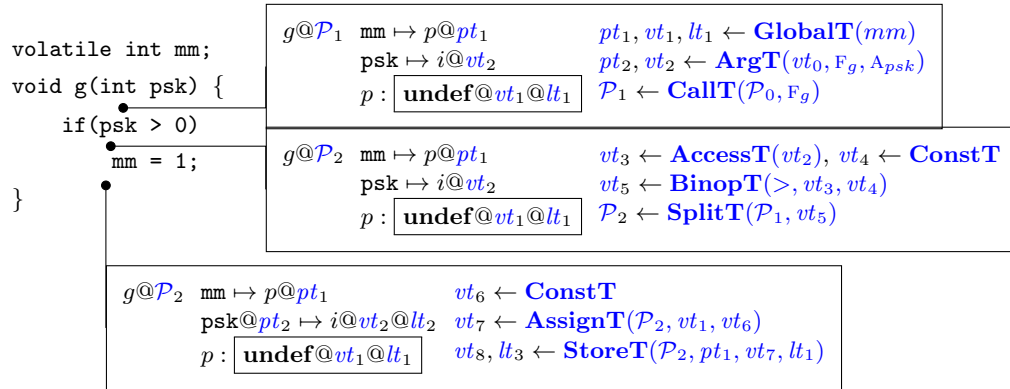 volatile int mm;
void g(int psk) {
if(psk > 0)
mm = 1;
}
g@𝒫₁ mm ↦ p@pt₁ pt₁, vt₁, lt₁ ← GlobalT(mm)
psk ↦ i@vt₂ pt₂, vt₂ ← ArgT(vt₀, F_g, A_psk)
p : undef@vt₁@lt₁ 𝒫₁ ← CallT(𝒫₀, F_g)
g@𝒫₂ mm ↦ p@pt₁ vt₃ ← AccessT(vt₂), vt₄ ← ConstT
psk ↦ i@vt₂ vt₅ ← BinopT(>, vt₃, vt₄)
p : undef@vt₁@lt₁ 𝒫₂ ← SplitT(𝒫₁, vt₅)
g@𝒫₂ mm ↦ p@pt₁ vt₆ ← ConstT
psk@pt₂ ↦ i@vt₂@lt₂ vt₇ ← AssignT(𝒫₂, vt₁, vt₆)
p : undef@vt₁@lt₁ vt₈, lt₃ ← StoreT(𝒫₂, pt₁, vt₇, lt₁)